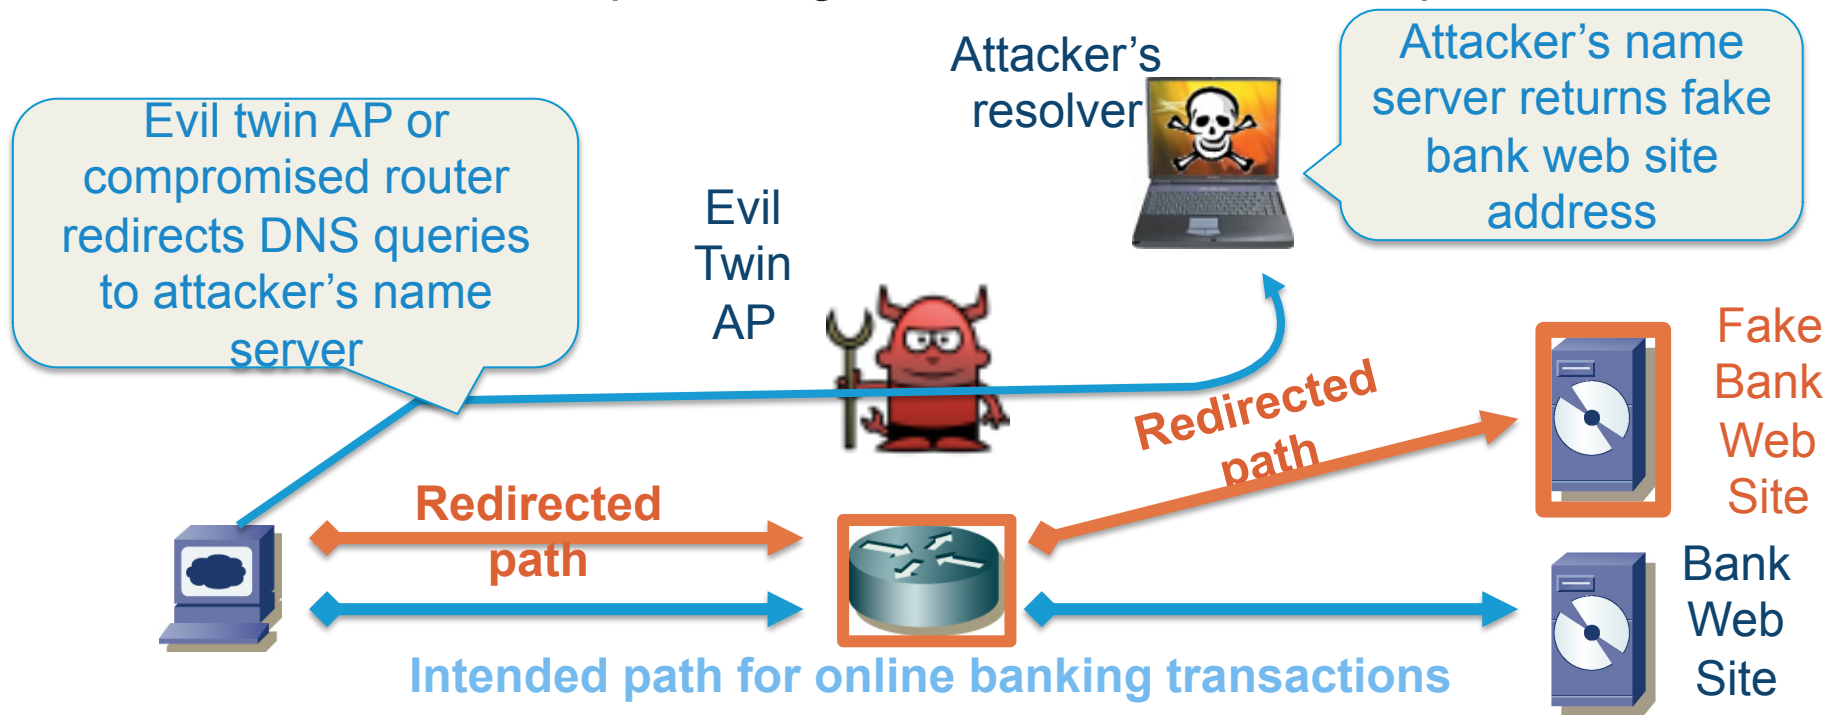 Attacker’s
resolver
Attacker’s name
server returns fake
bank web site
address
Evil twin AP or
compromised router
redirects DNS queries
to attacker’s name
server
Evil
Twin
AP
Fake
Bank
Web
Site
Redirected
path
Redirected
path
Bank
Web
Site
Intended path for online banking transactions